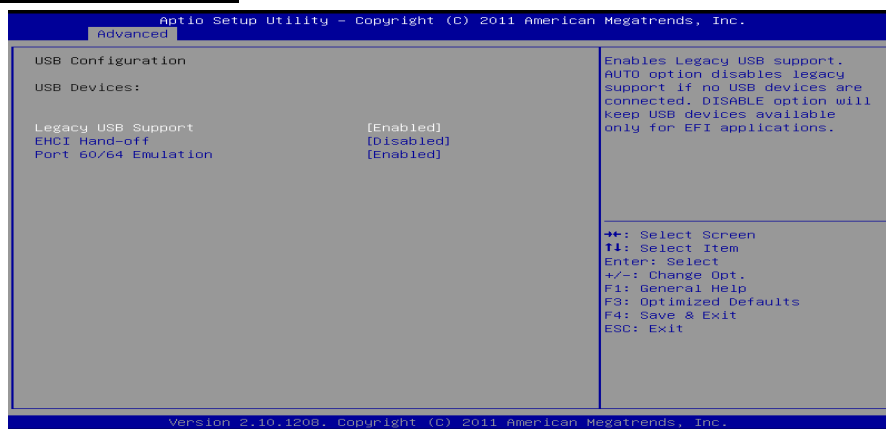 Aptio Setup Utility – Copyright (C) 2011 American Megatrends, Inc.
Advanced
USB Configuration
USB Devices:
Legacy USB Support [Enabled]
EHCI Hand-off [Disabled]
Port 60/64 Emulation [Enabled]
Enables Legacy USB support.
AUTO option disables legacy
support if no USB devices are
connected. DISABLE option will
keep USB devices available
only for EFI applications.
→←: Select Screen
↑↓: Select Item
Enter: Select
+/-: Change Opt.
F1: General Help
F3: Optimized Defaults
F4: Save & Exit
ESC: Exit
Version 2.10.1208. Copyright (C) 2011 American Megatrends, Inc.